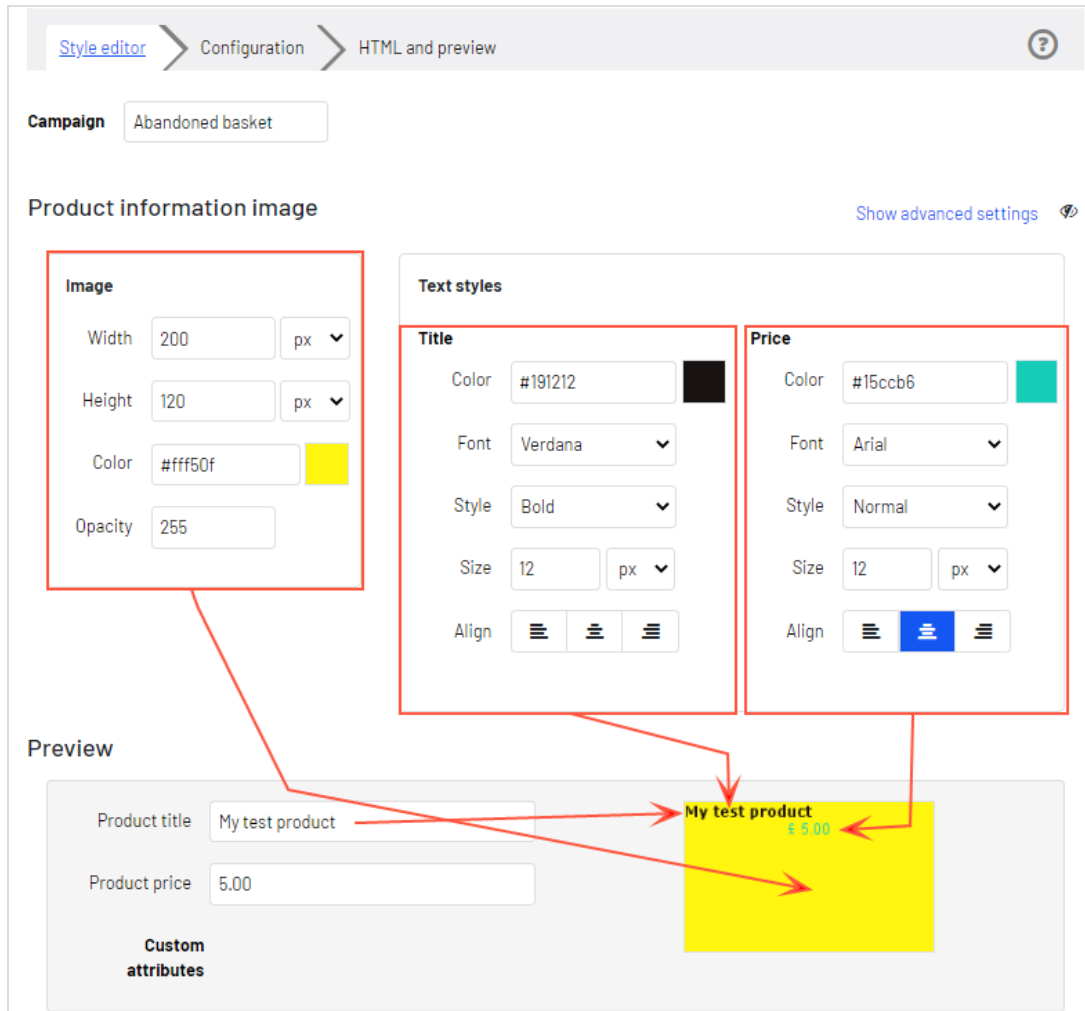 Style editor Configuration HTML and preview ?
Campaign Abandoned basket
Product information image
Show advanced settings
Image
Width 200 px
Height 120 px
Color #fff50f
Opacity 255
Text styles
Title
Color #191212
Font Verdana
Style Bold
Size 12 px
Align
Price
Color #15ccb6
Font Arial
Style Normal
Size 12 px
Align
Preview
Product title My test product
Product price 5.00
Custom
attributes
My test product
£ 5.00